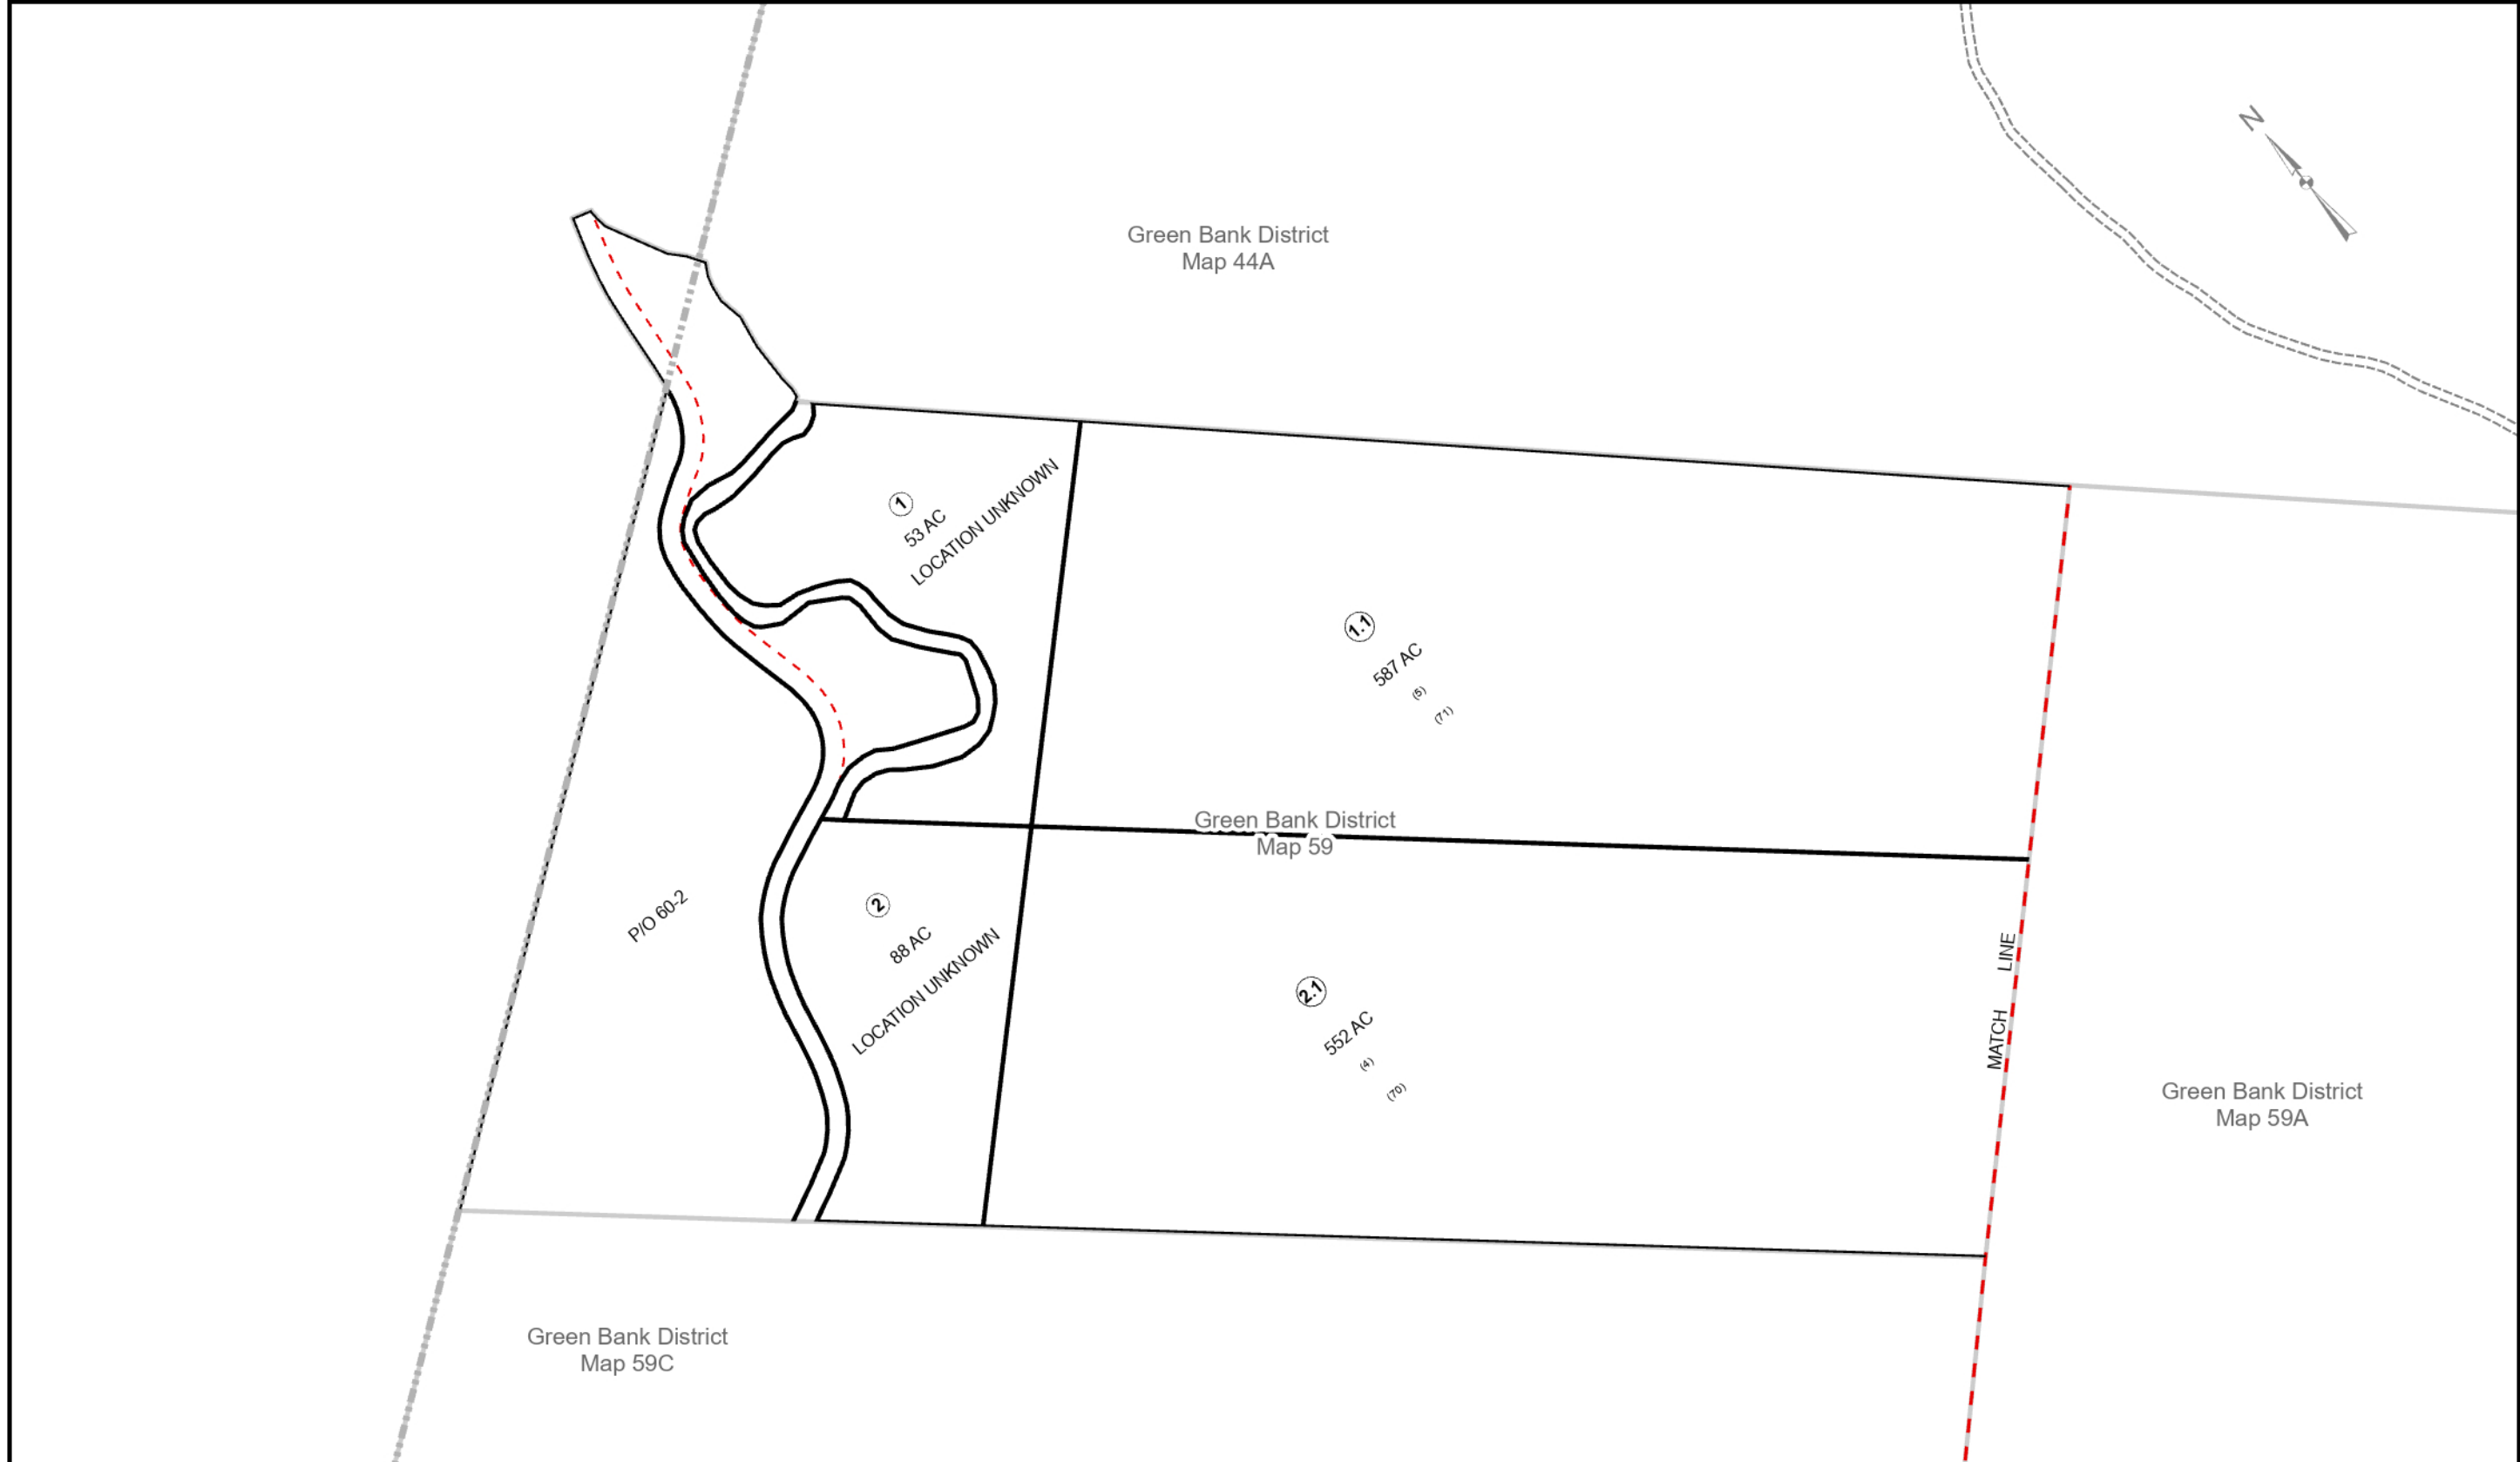 N
Green Bank District
Map 44A
1
53 AC
LOCATION UNKNOWN
1.1
587 AC
(5)
(71)
Green Bank District
Map 59
P/O 60-2
2
88 AC
LOCATION UNKNOWN
2.1
552 AC
(4)
(70)
MATCH LINE
Green Bank District
Map 59A
Green Bank District
Map 59C